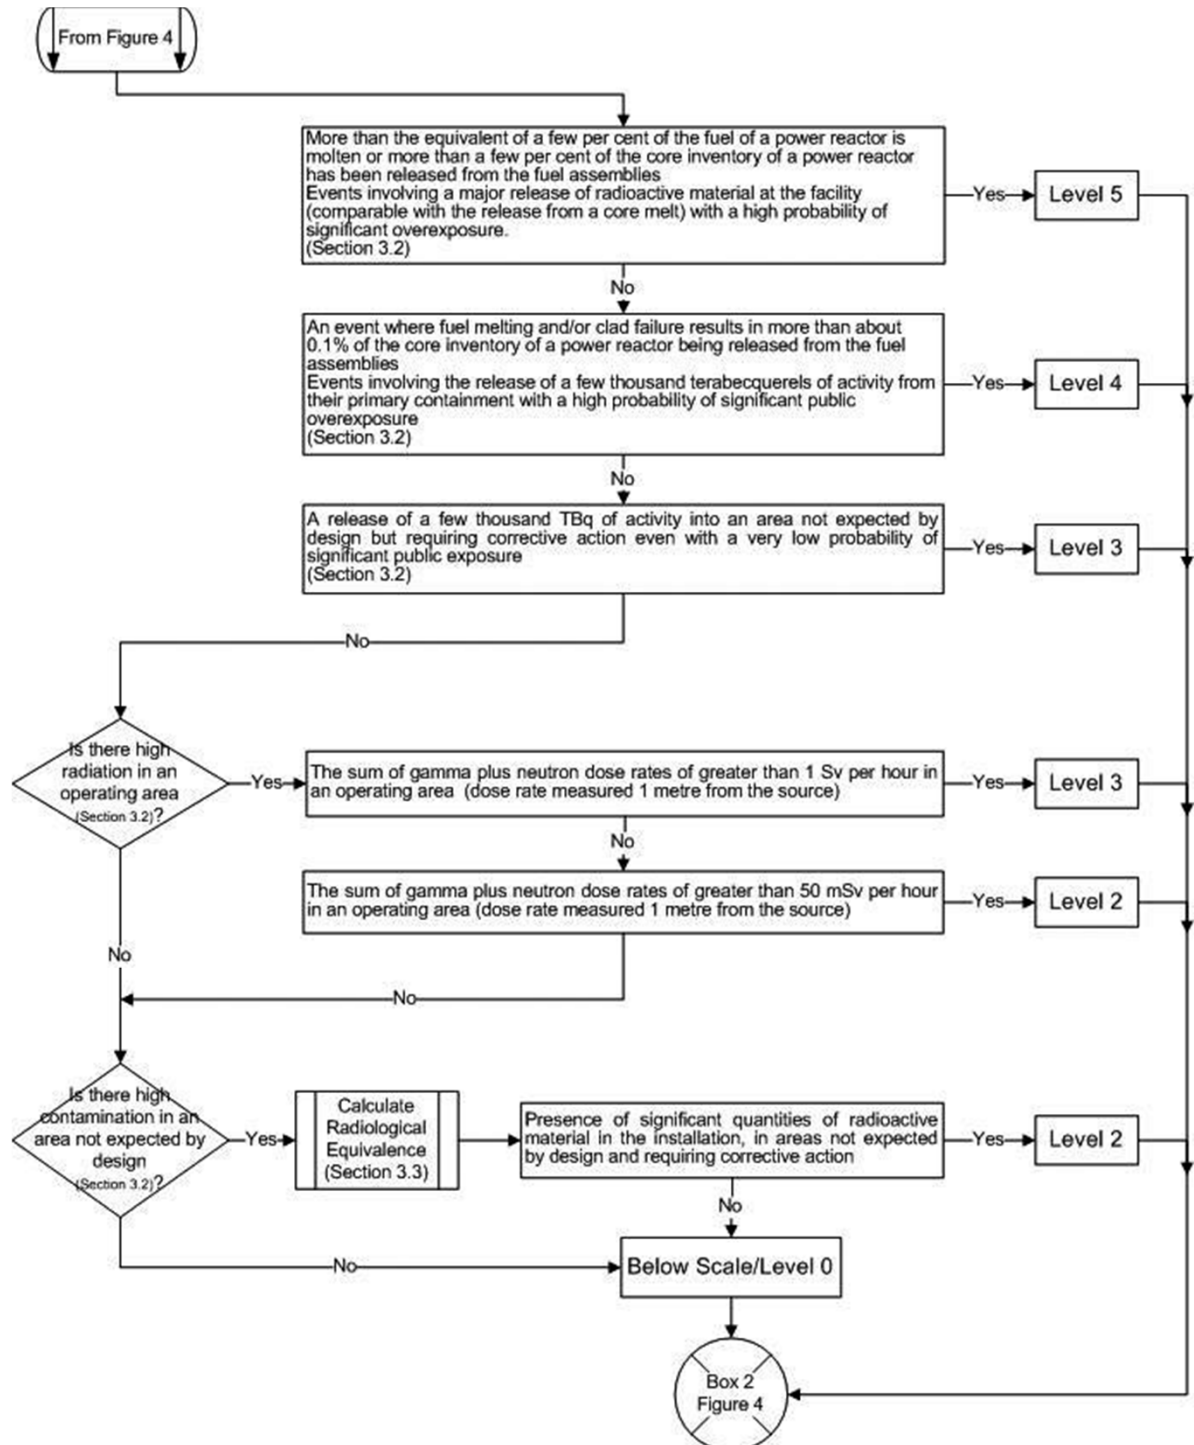 From Figure 4
More than the equivalent of a few per cent of the fuel of a power reactor is
molten or more than a few per cent of the core inventory of a power reactor
has been released from the fuel assemblies
Events involving a major release of radioactive material at the facility
(comparable with the release from a core melt) with a high probability of
significant overexposure.
(Section 3.2)
Yes
Level 5
No
An event where fuel melting and/or clad failure results in more than about
0.1% of the core inventory of a power reactor being released from the fuel
assemblies
Events involving the release of a few thousand terabecquerels of activity from
their primary containment with a high probability of significant public
overexposure
(Section 3.2)
Yes
Level 4
No
A release of a few thousand TBq of activity into an area not expected by
design but requiring corrective action even with a very low probability of
significant public exposure
(Section 3.2)
Yes
Level 3
No
Is there high
radiation in an
operating area
(Section 3.2)?
Yes
The sum of gamma plus neutron dose rates of greater than 1 Sv per hour in
an operating area (dose rate measured 1 metre from the source)
Yes
Level 3
No
The sum of gamma plus neutron dose rates of greater than 50 mSv per hour
in an operating area (dose rate measured 1 metre from the source)
Yes
Level 2
No
No
Is there high
contamination in an
area not expected by
design
(Section 3.2)?
Yes
Calculate
Radiological
Equivalence
(Section 3.3)
Presence of significant quantities of radioactive
material in the installation, in areas not expected
by design and requiring corrective action
Yes
Level 2
No
No
Below Scale/Level 0
Box 2
Figure 4